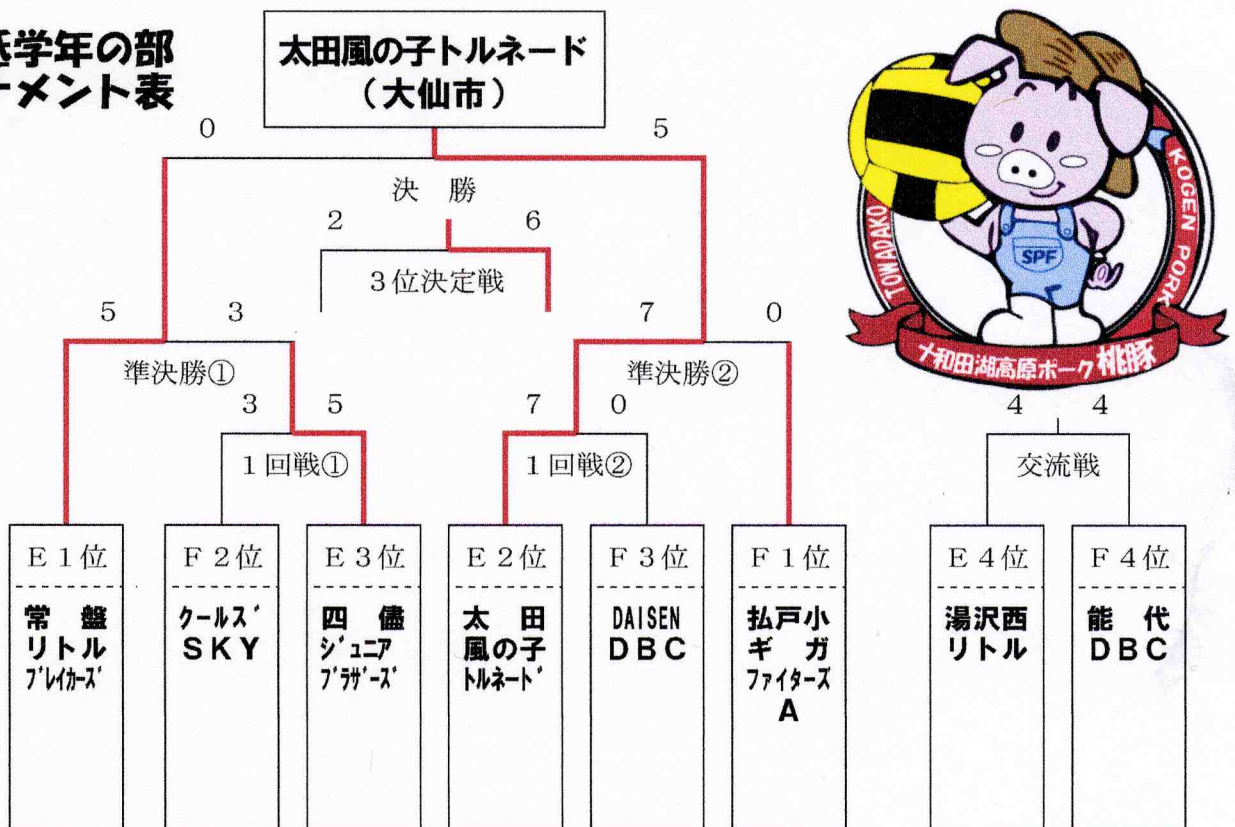 学年の部
メント表
太田風の子トルネード
（大仙市）
0
5
決　勝
2
6
3位決定戦
5
3
7
0
準決勝①
準決勝②
3
5
7
0
4
4
1回戦①
1回戦②
交流戦
E1位
F2位
E3位
E2位
F3位
F1位
E4位
F4位
常　盤
リトル
ブレイカーズ
クールズ
SKY
四儘
ジュニア
ブラザーズ
太　田
風の子
トルネード
DAISEN
DBC
払戸小
ギ　ガ
ファイターズ
A
湯沢西
リトル
能　代
DBC
SPF
TOWADAKO
KOGEN PORK
十和田湖高原ポーク 桃豚